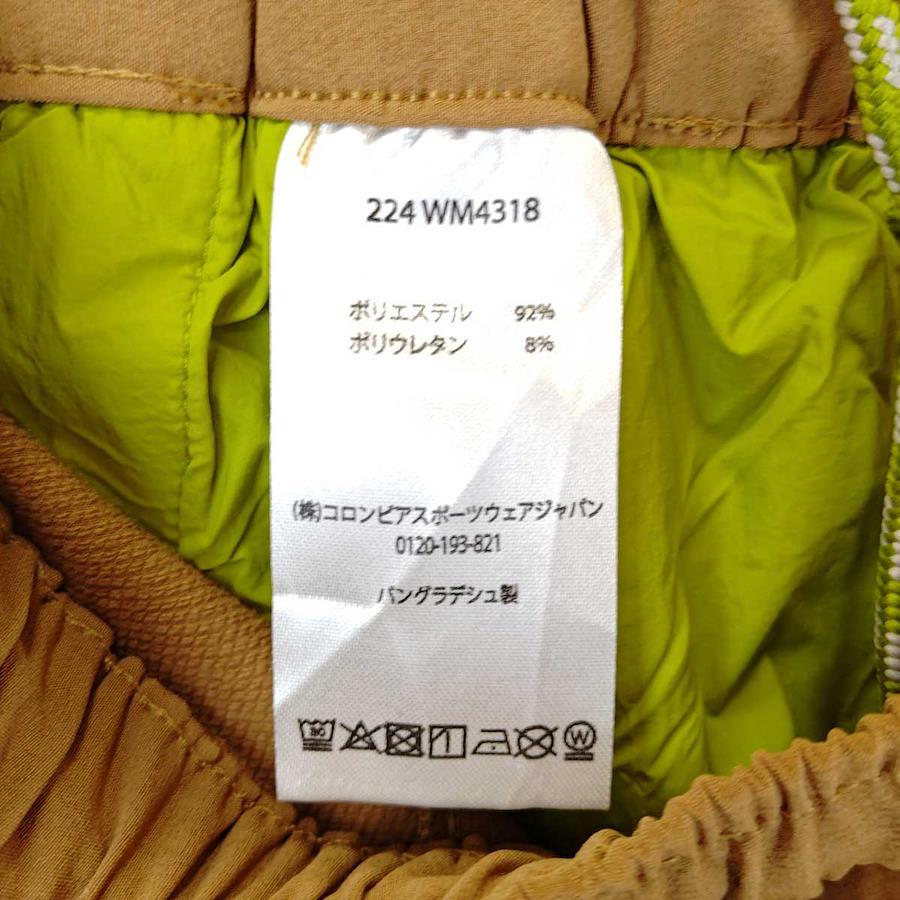 224 WM4318
ポリエステル 92%
ポリウレタン 8%
(株)コロンビアスポーツウェアジャパン
0120-193-821
バングラデシュ製
W